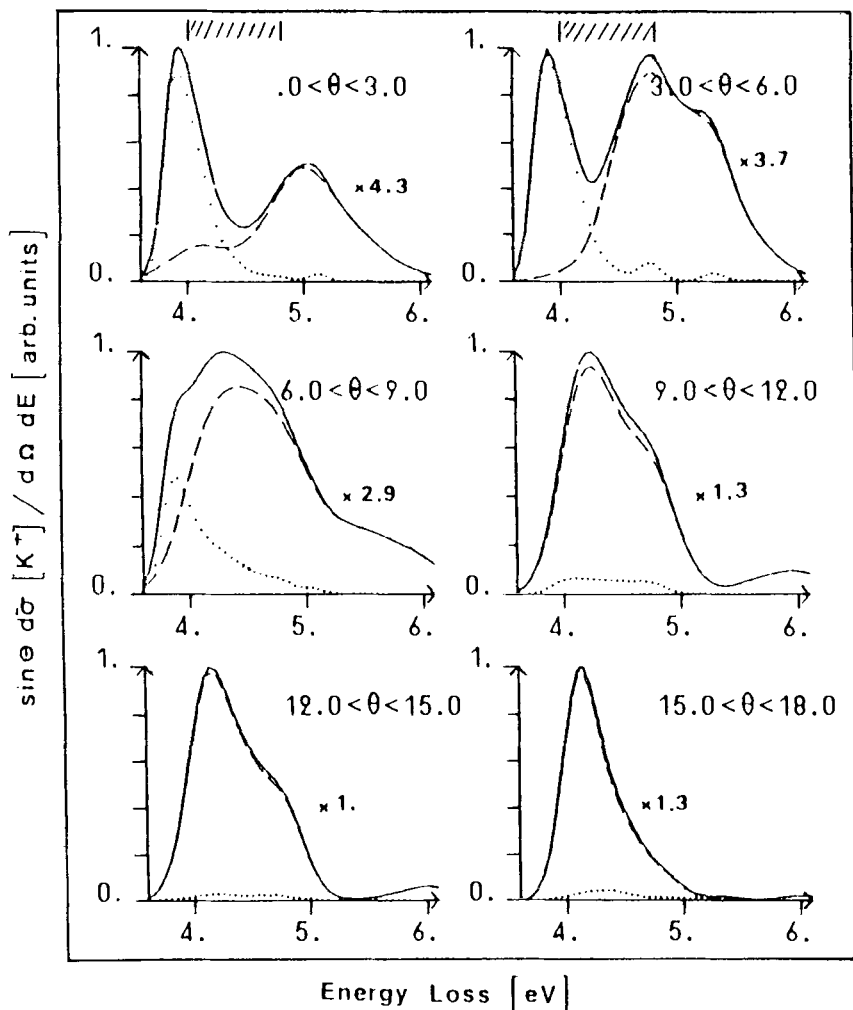 sinΘ dσ̄ [K⁺] / dΩ dE [arb. units]
1.
0.
.0<θ<3.0
×4.3
4. 5. 6.
1.
0.
3.0<θ<6.0
×3.7
4. 5. 6.
1.
0.
6.0<θ<9.0
×2.9
4. 5. 6.
9.0<θ<12.0
×1.3
4. 5. 6.
1.
0.
12.0<θ<15.0
×1.
4. 5. 6.
1.
0.
15.0<θ<18.0
×1.3
4. 5. 6.
Energy Loss [eV]